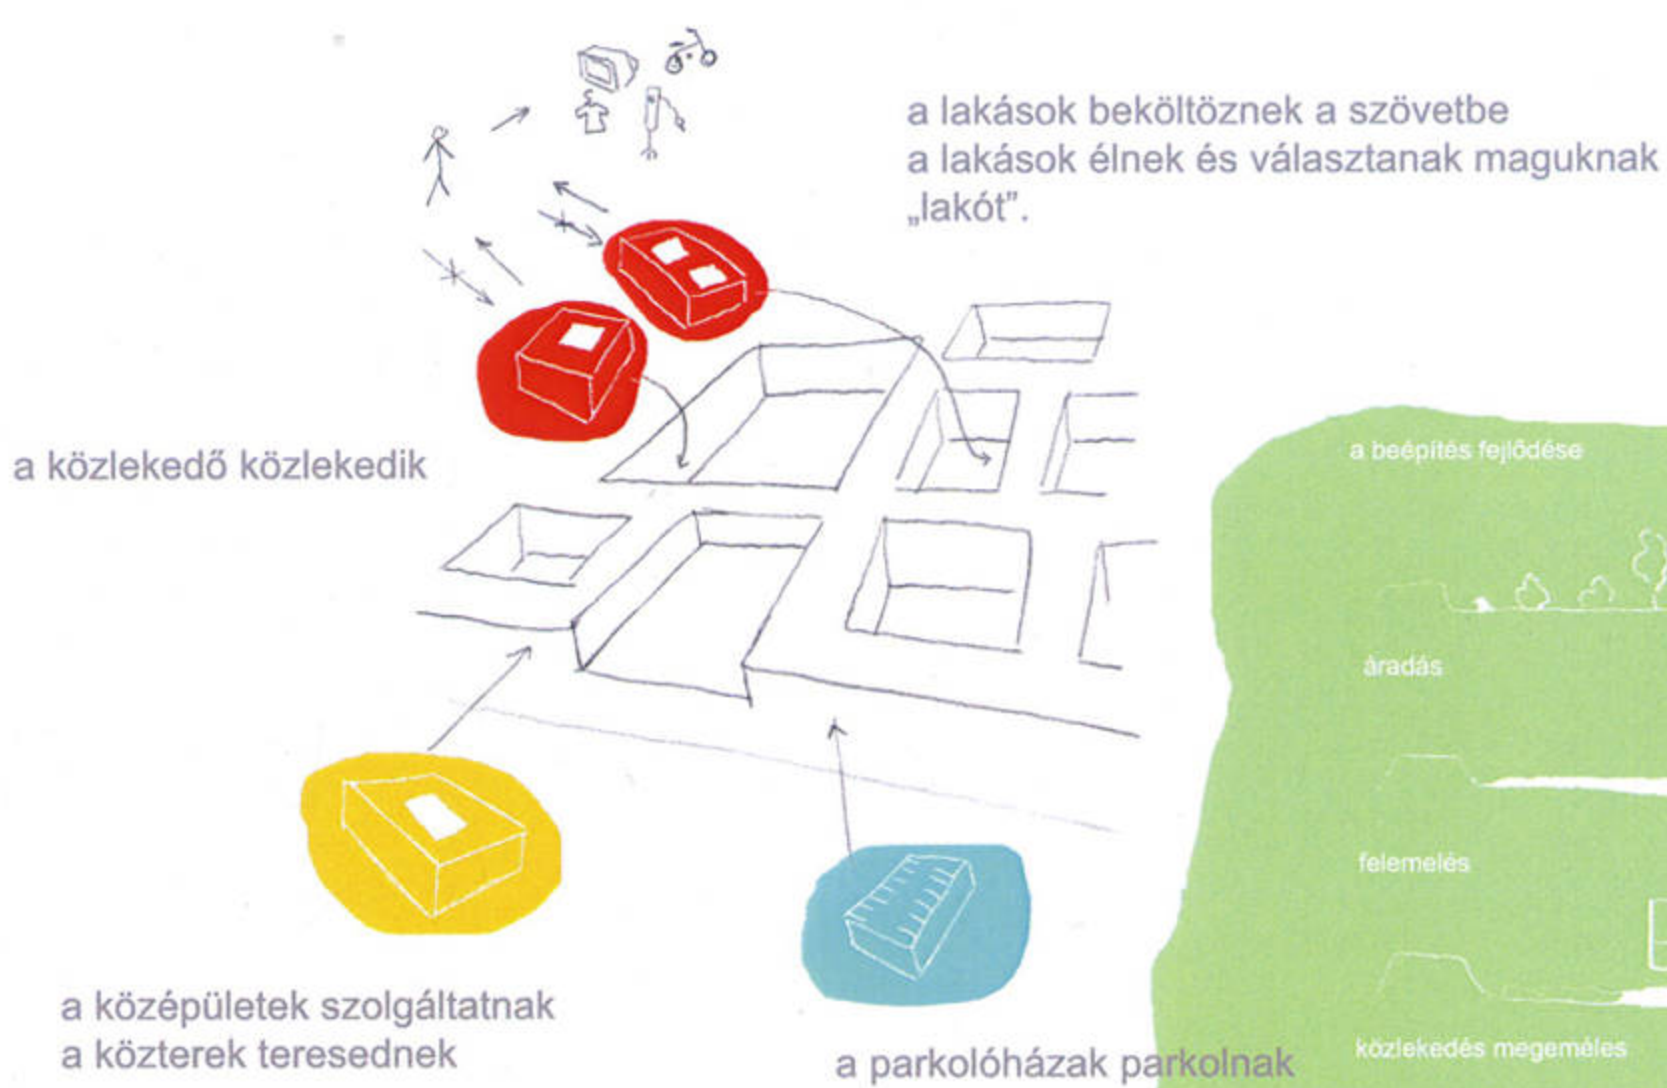 a lakások beköltöznek a szövetbe
a lakások élnek és választanak maguknak
„lakót”.
a közlekedő közlekedik
a középületek szolgáltatnak
a közterek teresednek
a parkolóházak parkolnak
a beépítés fejlődése
áradás
felemelés
közlekedés megemélés